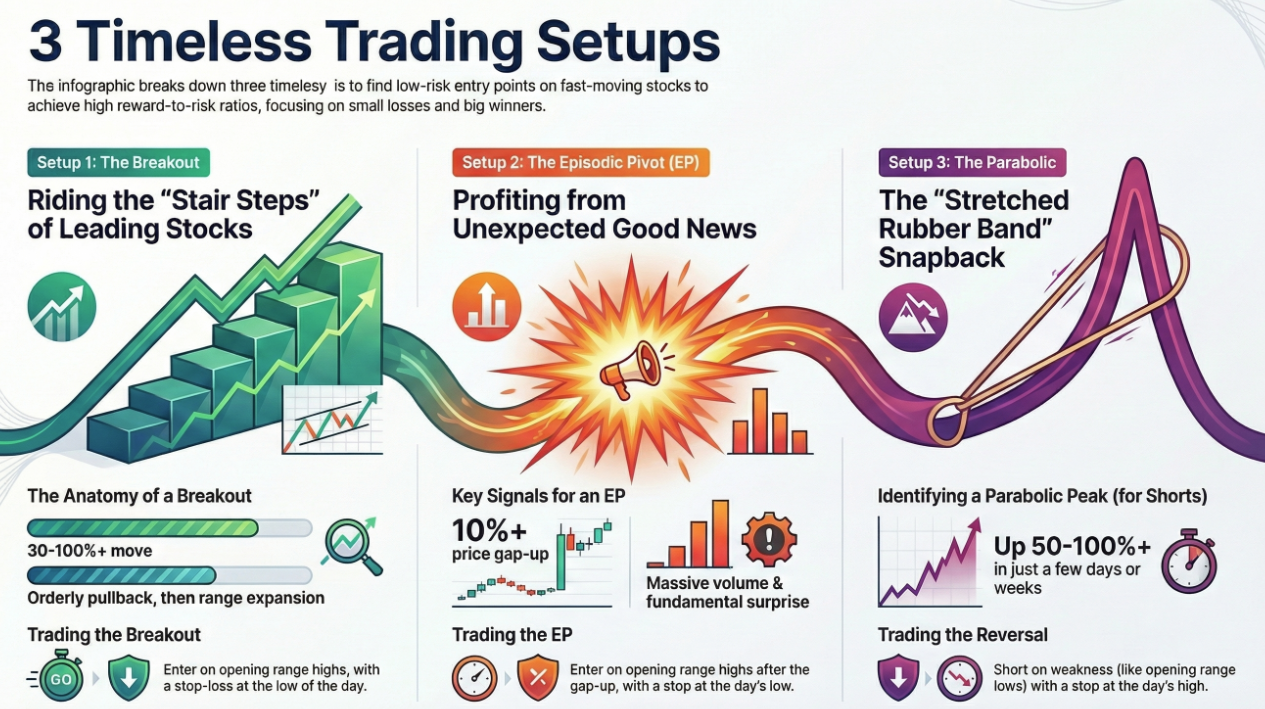 3 Timeless Trading Setups
The infographic breaks down three timelesy is to find low-risk entry points on fast-moving stocks to
achieve high reward-to-risk ratios, focusing on small losses and big winners.
Setup 1: The Breakout
Riding the “Stair Steps”
of Leading Stocks
The Anatomy of a Breakout
30-100%+ move
Orderly pullback, then range expansion
Trading the Breakout
GO
Enter on opening range highs, with
a stop-loss at the low of the day.
Setup 2: The Episodic Pivot (EP)
Profiting from
Unexpected Good News
Key Signals for an EP
10%+
price gap-up
Massive volume &
fundamental surprise
Trading the EP
Enter on opening range highs after the
gap-up, with a stop at the day’s low.
Setup 3: The Parabolic
The “Stretched
Rubber Band”
Snapback
Identifying a Parabolic Peak (for Shorts)
Up 50-100%+
in just a few days or
weeks
Trading the Reversal
Short on weakness (like opening range
lows) with a stop at the day’s high.